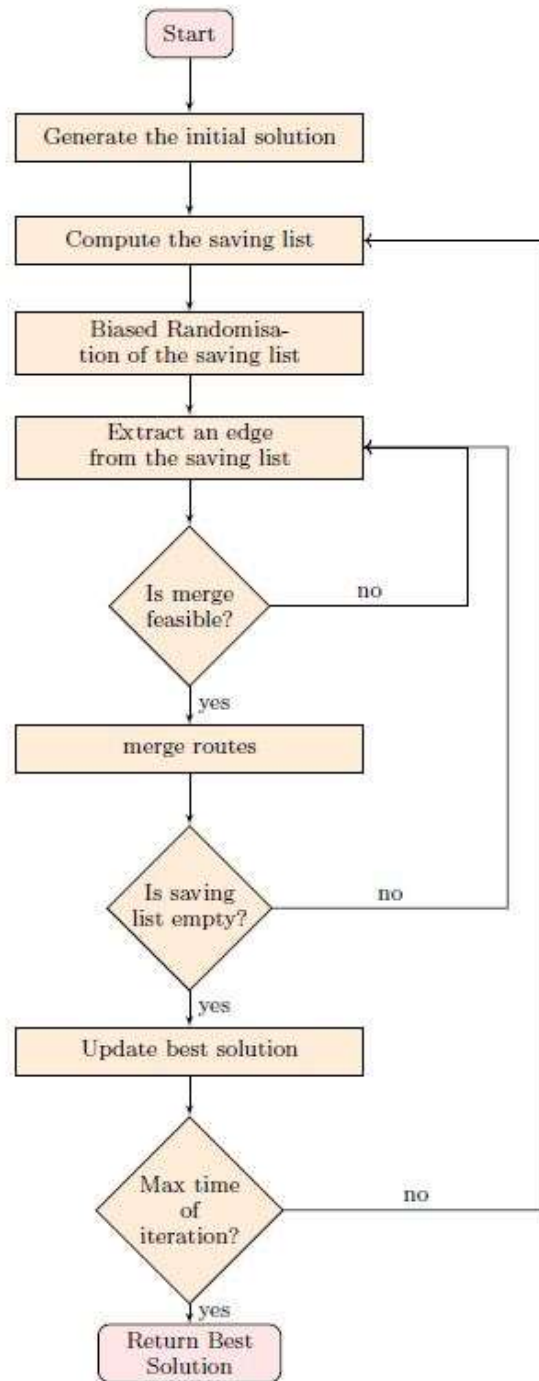 Start
Generate the initial solution
Compute the saving list
Biased Randomisa-
tion of the saving list
Extract an edge
from the saving list
Is merge
feasible?
no
yes
merge routes
Is saving
list empty?
no
yes
Update best solution
Max time
of
iteration?
no
yes
Return Best
Solution